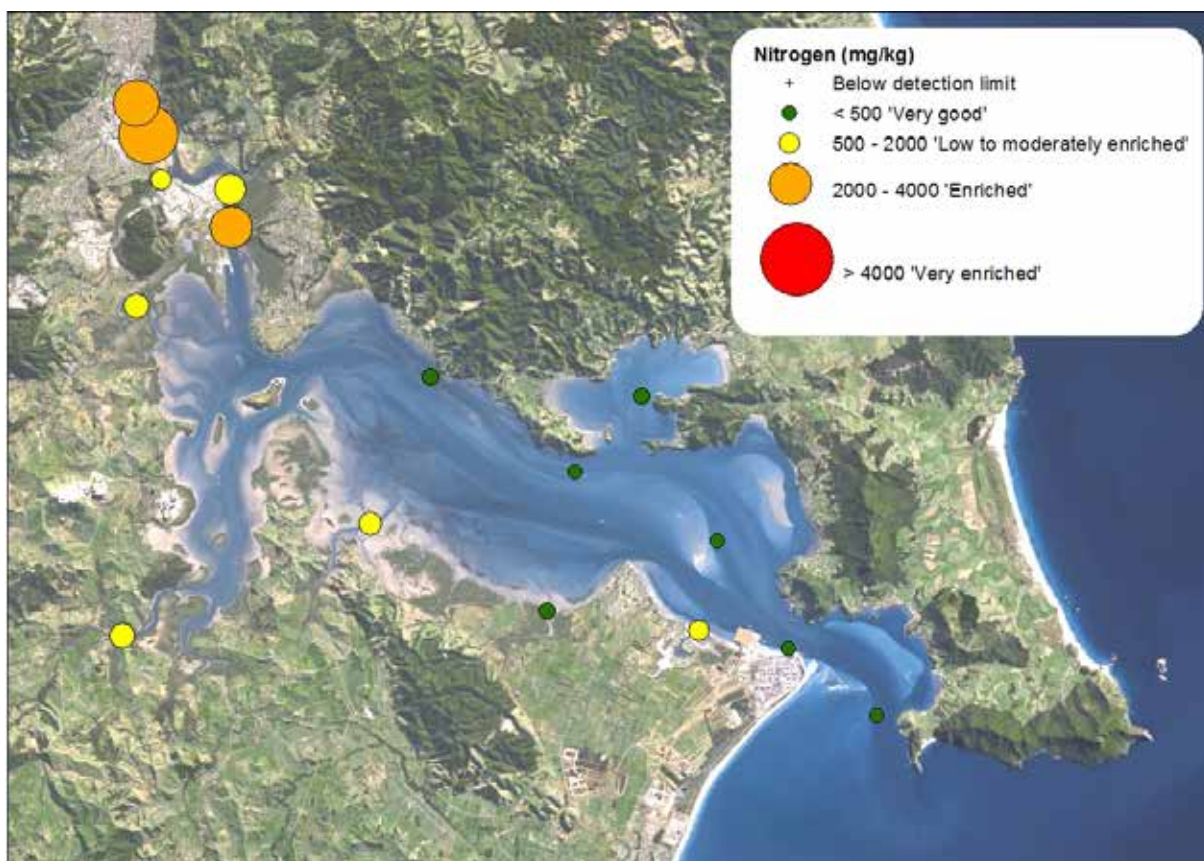 Nitrogen (mg/kg)
+ Below detection limit
< 500 'Very good'
500 - 2000 'Low to moderately enriched'
2000 - 4000 'Enriched'
> 4000 'Very enriched'